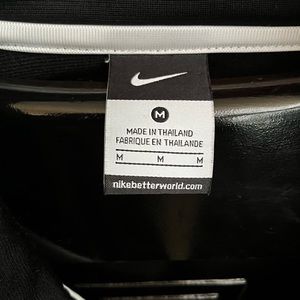 M
MADE IN THAILAND
FABRIQUE EN THAILANDE
M M M
nikebetterworld.com